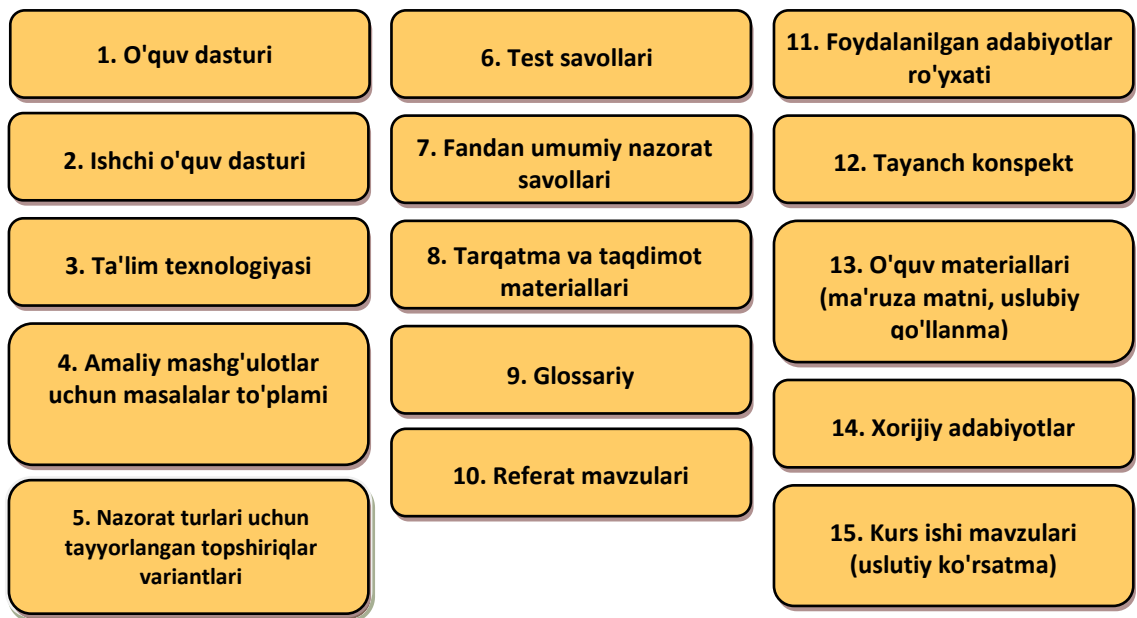 1. O'quv dasturi
2. Ishchi o'quv dasturi
3. Ta'lim texnologiyasi
4. Amaliy mashg'ulotlar
uchun masalalar to'plami
5. Nazorat turlari uchun
tayyorlangan topshiriqlar
variantlari
6. Test savollari
7. Fandan umumiy nazorat
savollari
8. Tarqatma va taqdimot
materiallari
9. Glossariy
10. Referat mavzulari
11. Foydalanilgan adabiyotlar
ro'yxati
12. Tayanch konspekt
13. O'quv materiallari
(ma'ruza matni, uslubiy
qo'llanma)
14. Xorijiy adabiyotlar
15. Kurs ishi mavzulari
(uslutiy ko'rsatma)